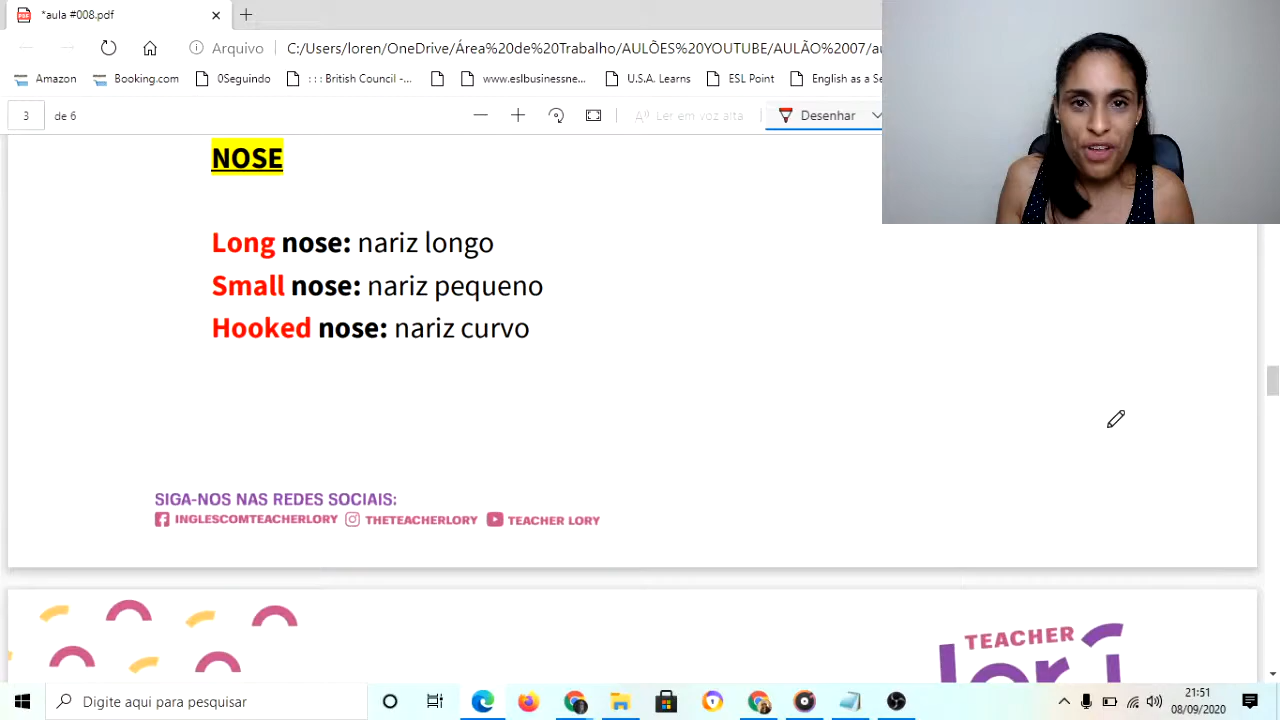 *aula #008.pdf
Arquivo
C:/Users/loren/OneDrive/Área%20de%20Trabalho/AULÕES%20YOUTUBE/AULÃO%2007/au
Amazon
Booking.com
0Seguindo
: : : British Council -...
www.eslbusinessne...
U.S.A. Learns
ESL Point
English as a Se
3 de 6
Ler em voz alta
Desenhar
NOSE
Long nose: nariz longo
Small nose: nariz pequeno
Hooked nose: nariz curvo
SIGA-NOS NAS REDES SOCIAIS:
INGLESCOMTEACHERLORY THETEACHERLORY TEACHER LORY
TEACHER
Digite aqui para pesquisar
21:51
08/09/2020